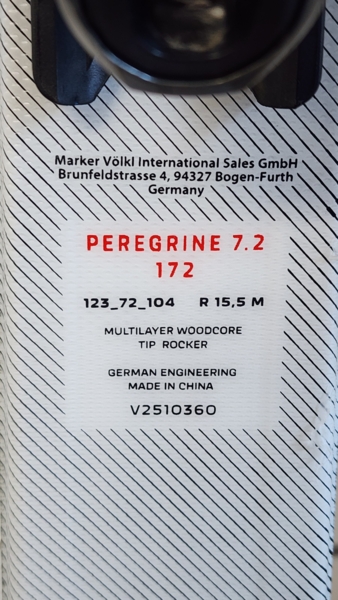 Marker Völkl International Sales GmbH
Brunfeldstrasse 4, 94327 Bogen-Furth
Germany
PEREGRINE 7.2
172
123_72_104 R 15,5 M
MULTILAYER WOODCORE
TIP ROCKER
GERMAN ENGINEERING
MADE IN CHINA
V2510360